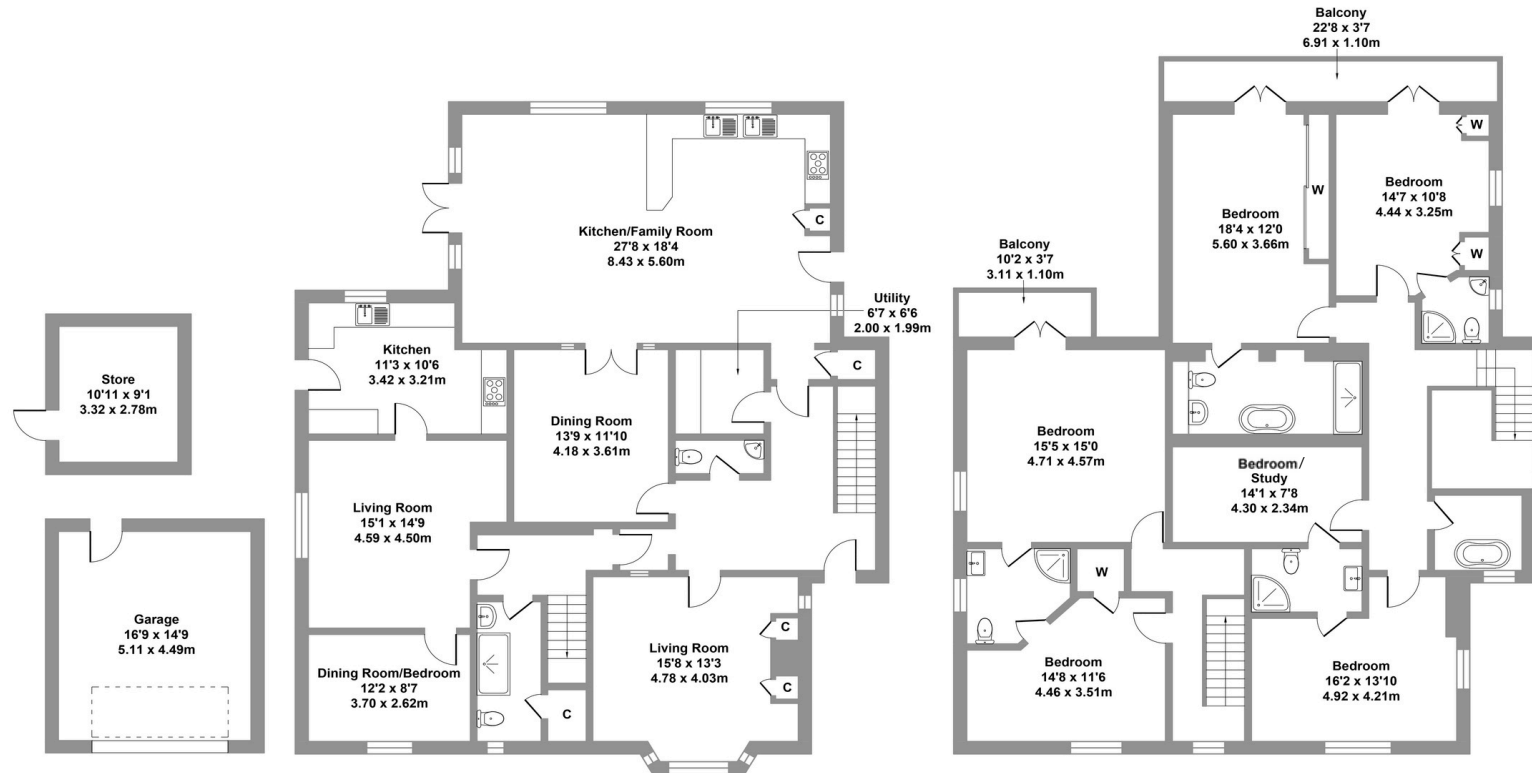 Store
10'11 x 9'1
3.32 x 2.78m
Garage
16'9 x 14'9
5.11 x 4.49m
Kitchen/Family Room
27'8 x 18'4
8.43 x 5.60m
C
Utility
6'7 x 6'6
2.00 x 1.99m
Kitchen
11'3 x 10'6
3.42 x 3.21m
C
Dining Room
13'9 x 11'10
4.18 x 3.61m
Living Room
15'1 x 14'9
4.59 x 4.50m
Dining Room/Bedroom
12'2 x 8'7
3.70 x 2.62m
C
Living Room
15'8 x 13'3
4.78 x 4.03m
C
C
Balcony
22'8 x 3'7
6.91 x 1.10m
W
W
Bedroom
14'7 x 10'8
4.44 x 3.25m
Bedroom
18'4 x 12'0
5.60 x 3.66m
W
Balcony
10'2 x 3'7
3.11 x 1.10m
Bedroom
15'5 x 15'0
4.71 x 4.57m
Bedroom/
Study
14'1 x 7'8
4.30 x 2.34m
W
Bedroom
14'8 x 11'6
4.46 x 3.51m
Bedroom
16'2 x 13'10
4.92 x 4.21m